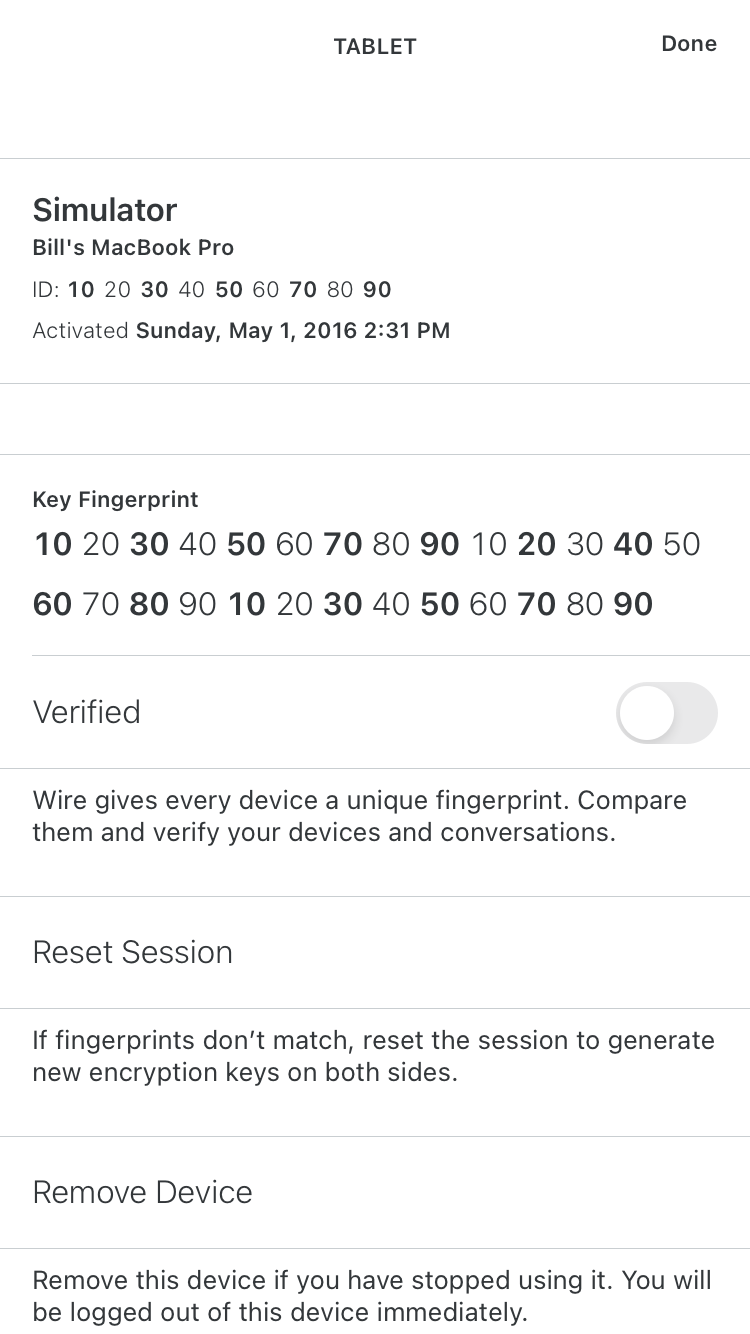 TABLET
Done
Simulator
Bill's MacBook Pro
ID: 10 20 30 40 50 60 70 80 90
Activated Sunday, May 1, 2016 2:31 PM
Key Fingerprint
10 20 30 40 50 60 70 80 90 10 20 30 40 50
60 70 80 90 10 20 30 40 50 60 70 80 90
Verified
Wire gives every device a unique fingerprint. Compare
them and verify your devices and conversations.
Reset Session
If fingerprints don’t match, reset the session to generate
new encryption keys on both sides.
Remove Device
Remove this device if you have stopped using it. You will
be logged out of this device immediately.